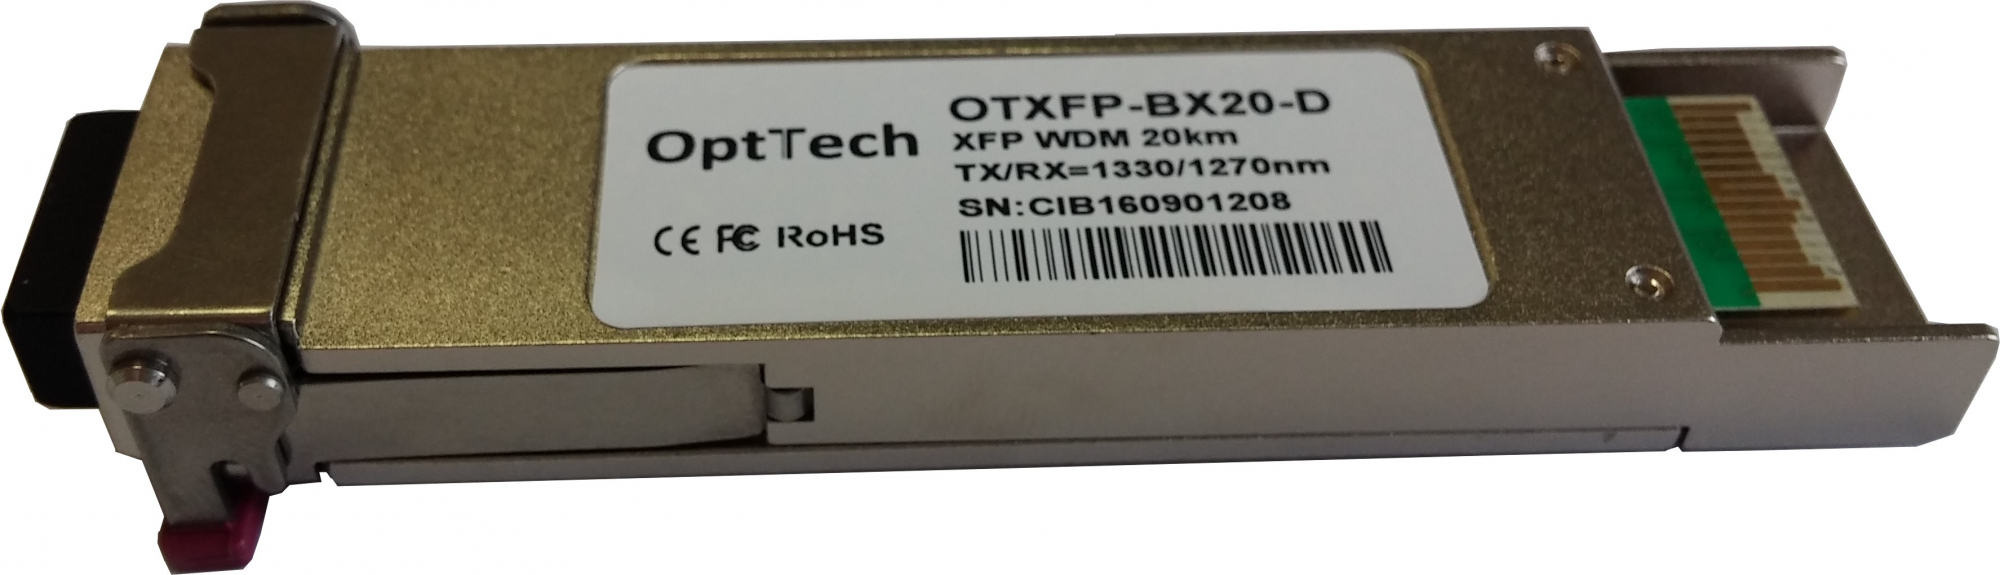 OptTech
CE FC RoHS
OTXFP-BX20-D
XFP WDM 20km
TX/RX=1330/1270nm
SN:CIB160901208